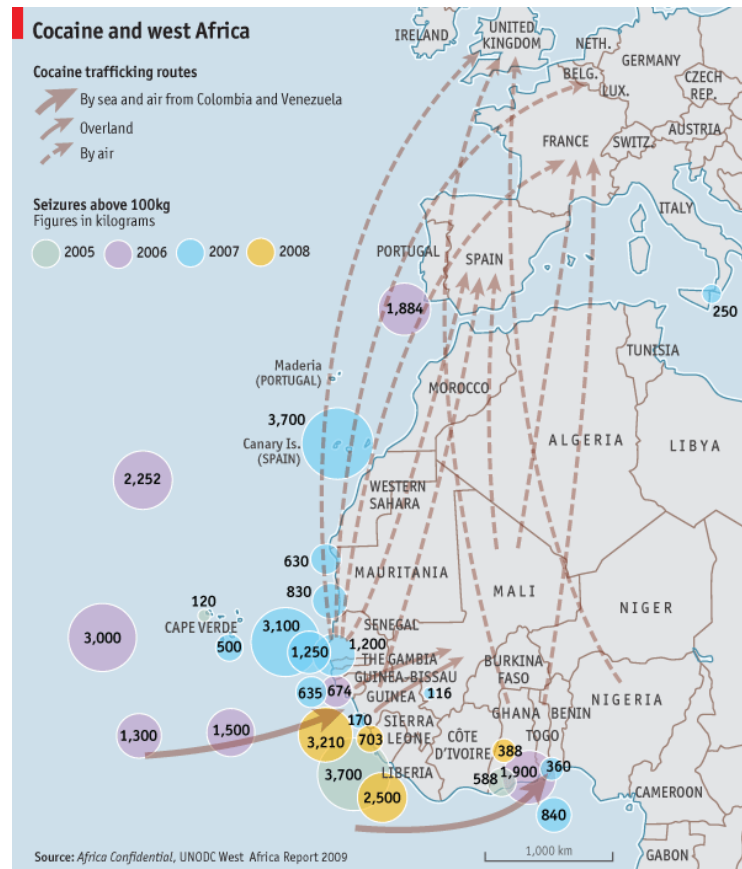 Cocaine and west Africa
Cocaine trafficking routes
By sea and air from Colombia and Venezuela
Overland
By air
Seizures above 100kg
Figures in kilograms
2005 2006 2007 2008
IRELAND
UNITED
KINGDOM
NETH.
GERMANY
BELG.
LUX.
CZECH
REP.
FRANCE
SWITZ.
AUSTRIA
ITALY
PORTUGAL
SPAIN
1,884
250
Maderia
(PORTUGAL)
TUNISIA
MOROCCO
3,700
Canary Is.
(SPAIN)
ALGERIA
LIBYA
2,252
WESTERN
SAHARA
630
MAURITANIA
MALI
NIGER
830
120
CAPE VERDE
500
3,000
3,100
1,250
SENEGAL
1,200
THE GAMBIA
GUINEA-BISSAU
GUINEA
116
BURKINA
FASO
NIGERIA
635
674
1,300
1,500
170
3,210
703
SIERRA
LEONE
CÔTE
D'IVOIRE
GHANA
BENIN
TOGO
388
3,700
LIBERIA
2,500
588
1,900
360
840
CAMEROON
GABON
1,000 km
Source: Africa Confidential, UNODC West Africa Report 2009